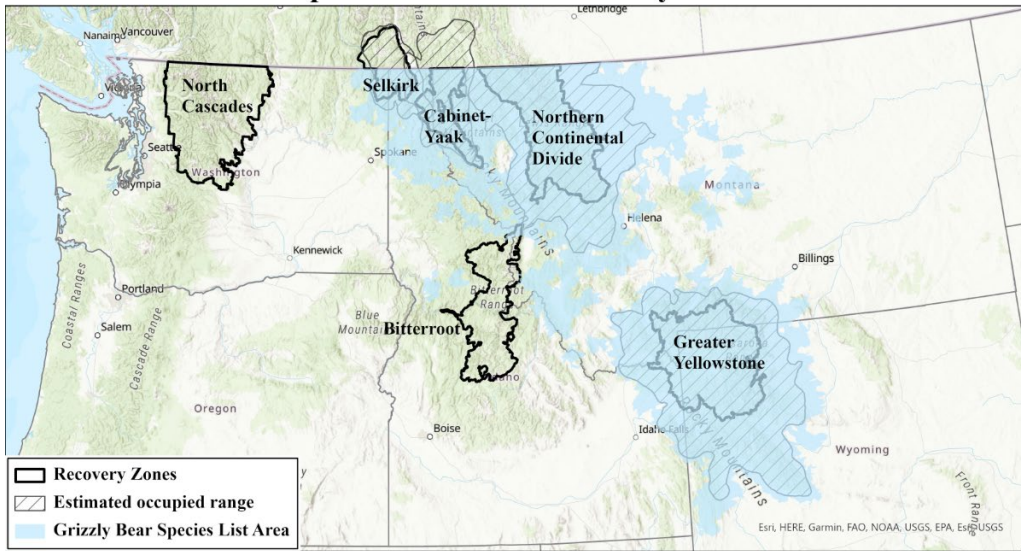 Lethbridge
Nanaimo
Vancouver
Victoria
North
Cascades
Selkirk
Cabinet-
Yaak
Northern
Continental
Divide
Seattle
Spokane
Washington
Olympia
Montana
Helena
Kennewick
Billings
Portland
Bitterroot
Range
Blue
Bitterroot
Salem
Coastal Ranges
Cascade Range
Greater
Yellowstone
Oregon
Boise
Idaho Falls
Wyoming
Mountains
Front Range
Recovery Zones
Estimated occupied range
Grizzly Bear Species List Area
Esri, HERE, Garmin, FAO, NOAA, USGS, EPA, Esri, USGS